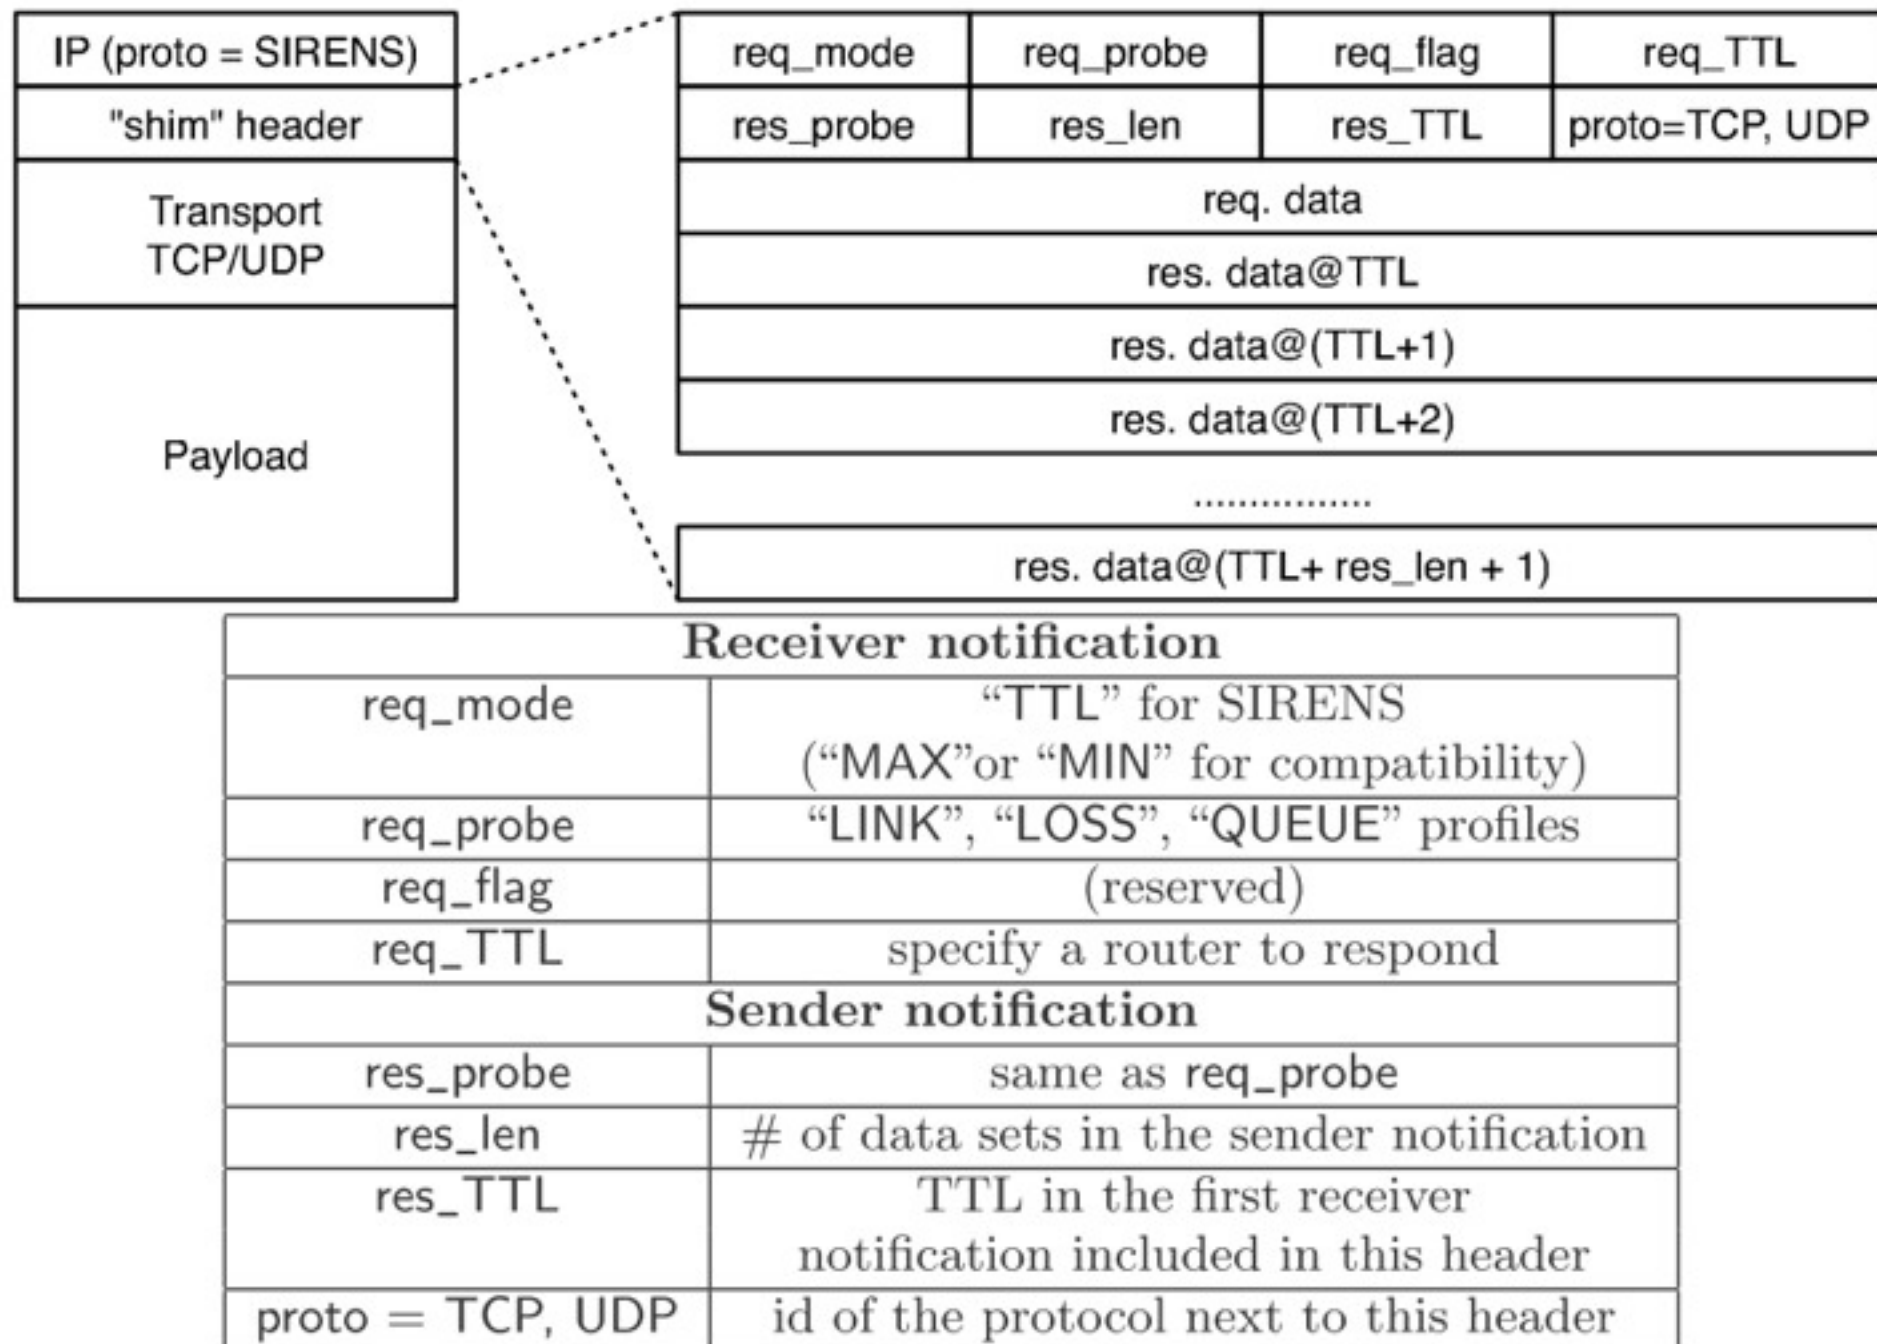 IP (proto = SIRENS)
"shim" header
Transport
TCP/UDP
Payload
req_mode req_probe req_flag req_TTL
res_probe res_len res_TTL proto=TCP, UDP
req. data
res. data@TTL
res. data@(TTL+1)
res. data@(TTL+2)
................
res. data@(TTL+ res_len + 1)
Receiver notification
req_mode “TTL” for SIRENS
(“MAX”or “MIN” for compatibility)
req_probe “LINK”, “LOSS”, “QUEUE” profiles
req_flag (reserved)
req_TTL specify a router to respond
Sender notification
res_probe same as req_probe
res_len # of data sets in the sender notification
res_TTL TTL in the first receiver
notification included in this header
proto = TCP, UDP id of the protocol next to this header